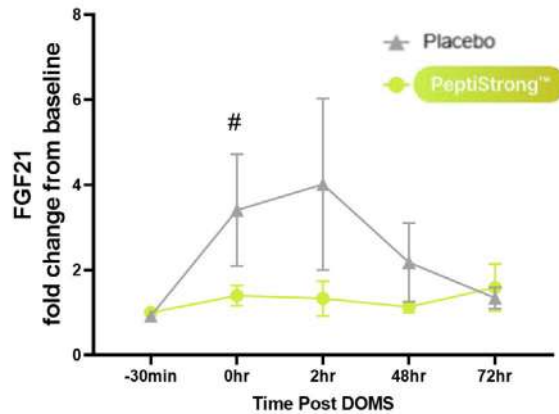 8
Placebo
PeptiStrong™
6
#
FGF21
fold change from baseline
4
2
0
-30min 0hr 2hr 48hr 72hr
Time Post DOMS